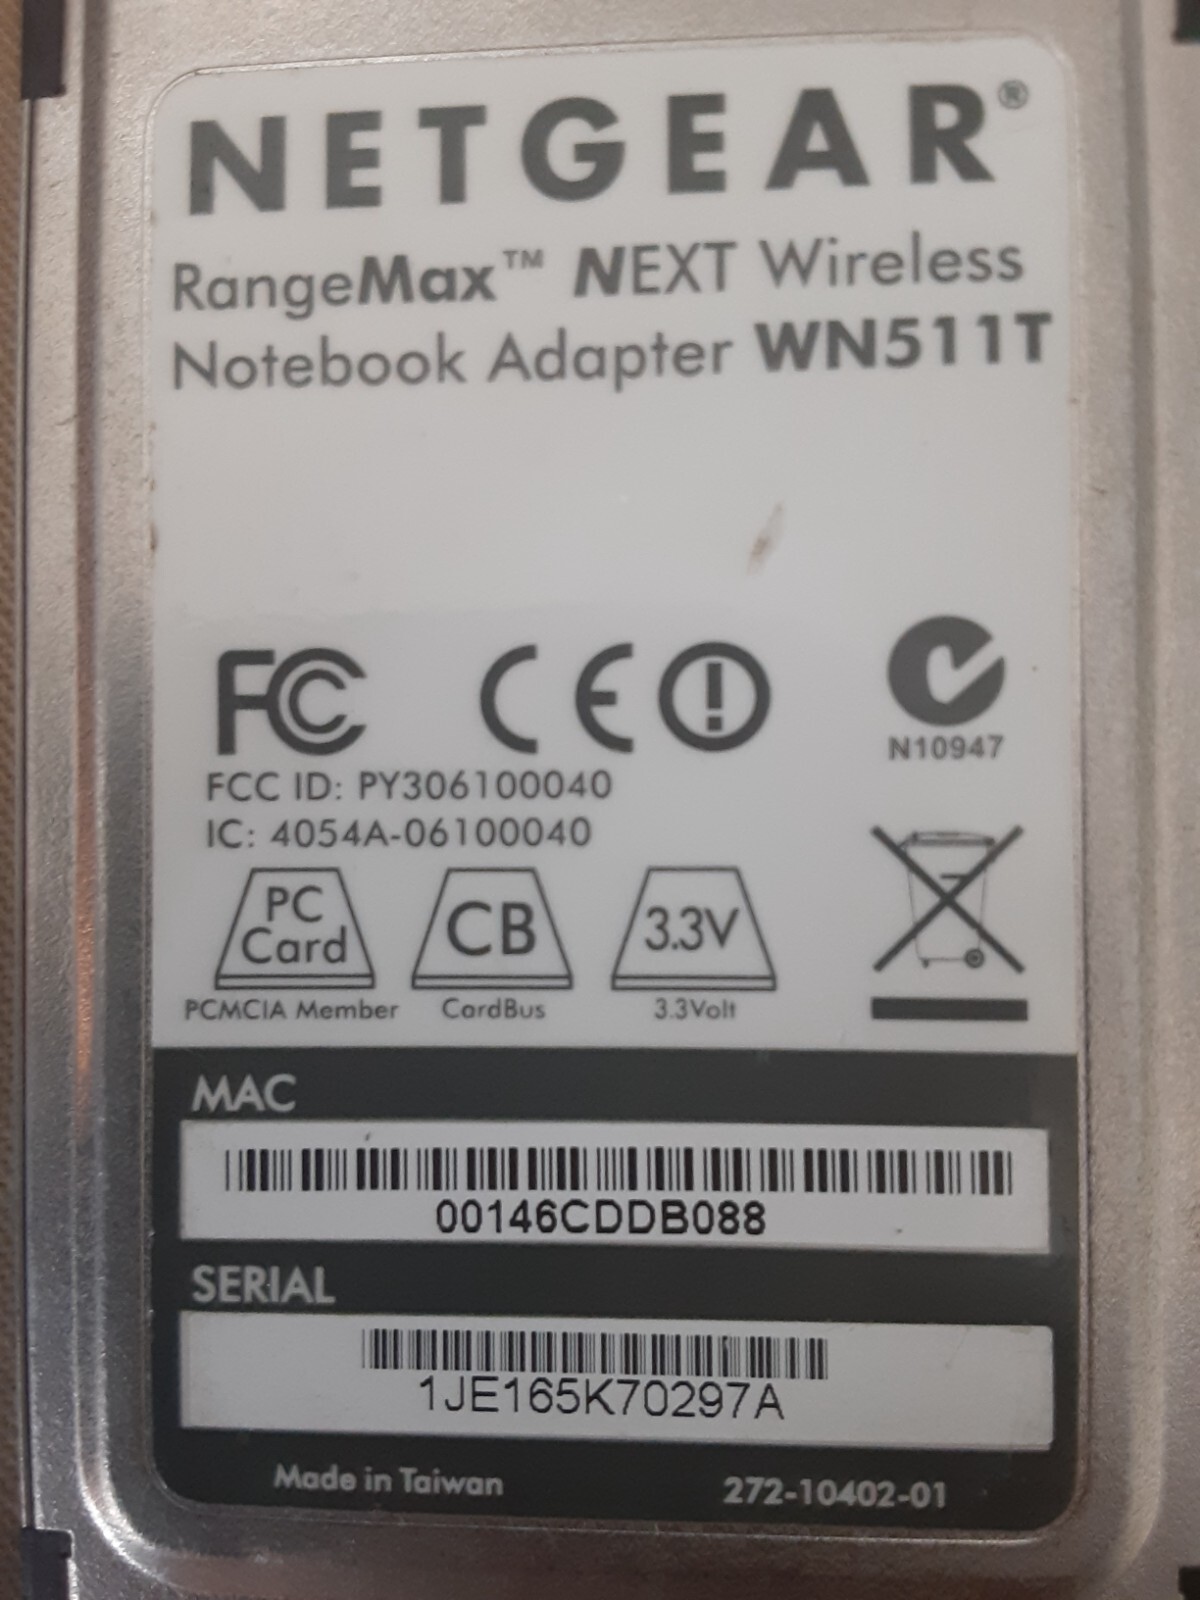 NETGEAR®
RangeMax™ NEXT Wireless
Notebook Adapter WN511T
FC CE
N10947
FCC ID: PY306100040
IC: 4054A-06100040
PC
Card
CB
3.3V
PCMCIA Member CardBus 3.3Volt
MAC
00146CDDB088
SERIAL
1JE165K70297A
Made in Taiwan 272-10402-01